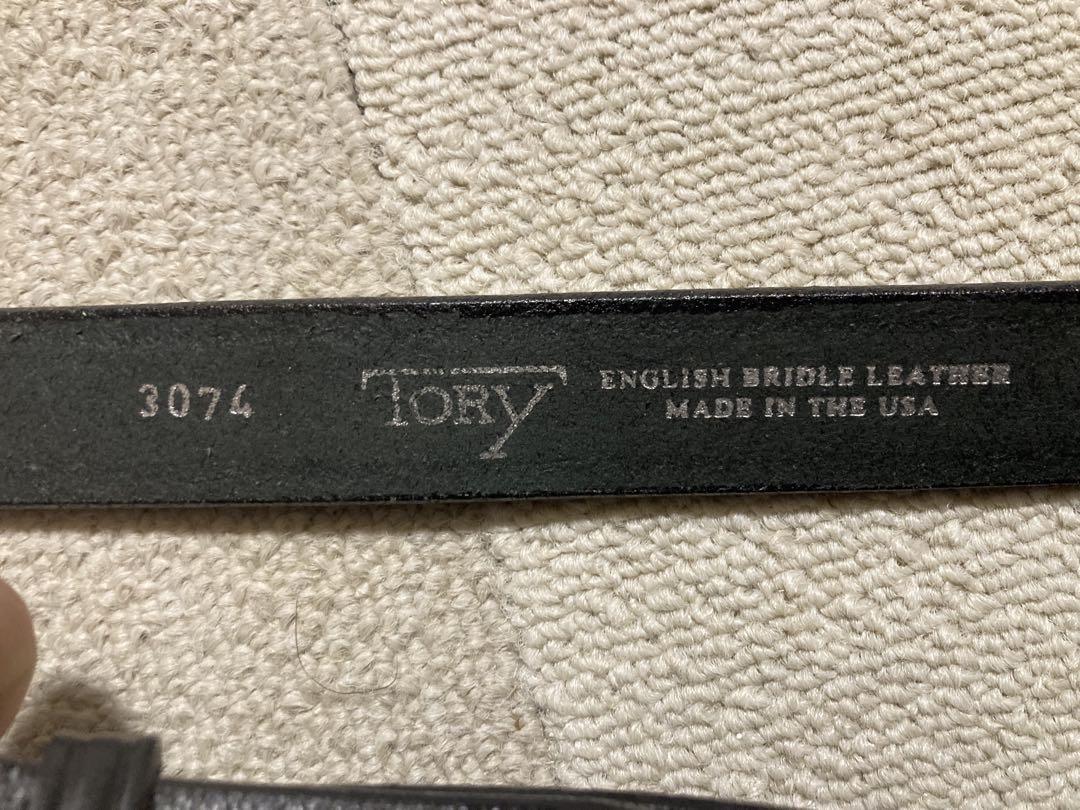 3074
TORY
ENGLISH BRIDLE LEATHER
MADE IN THE USA